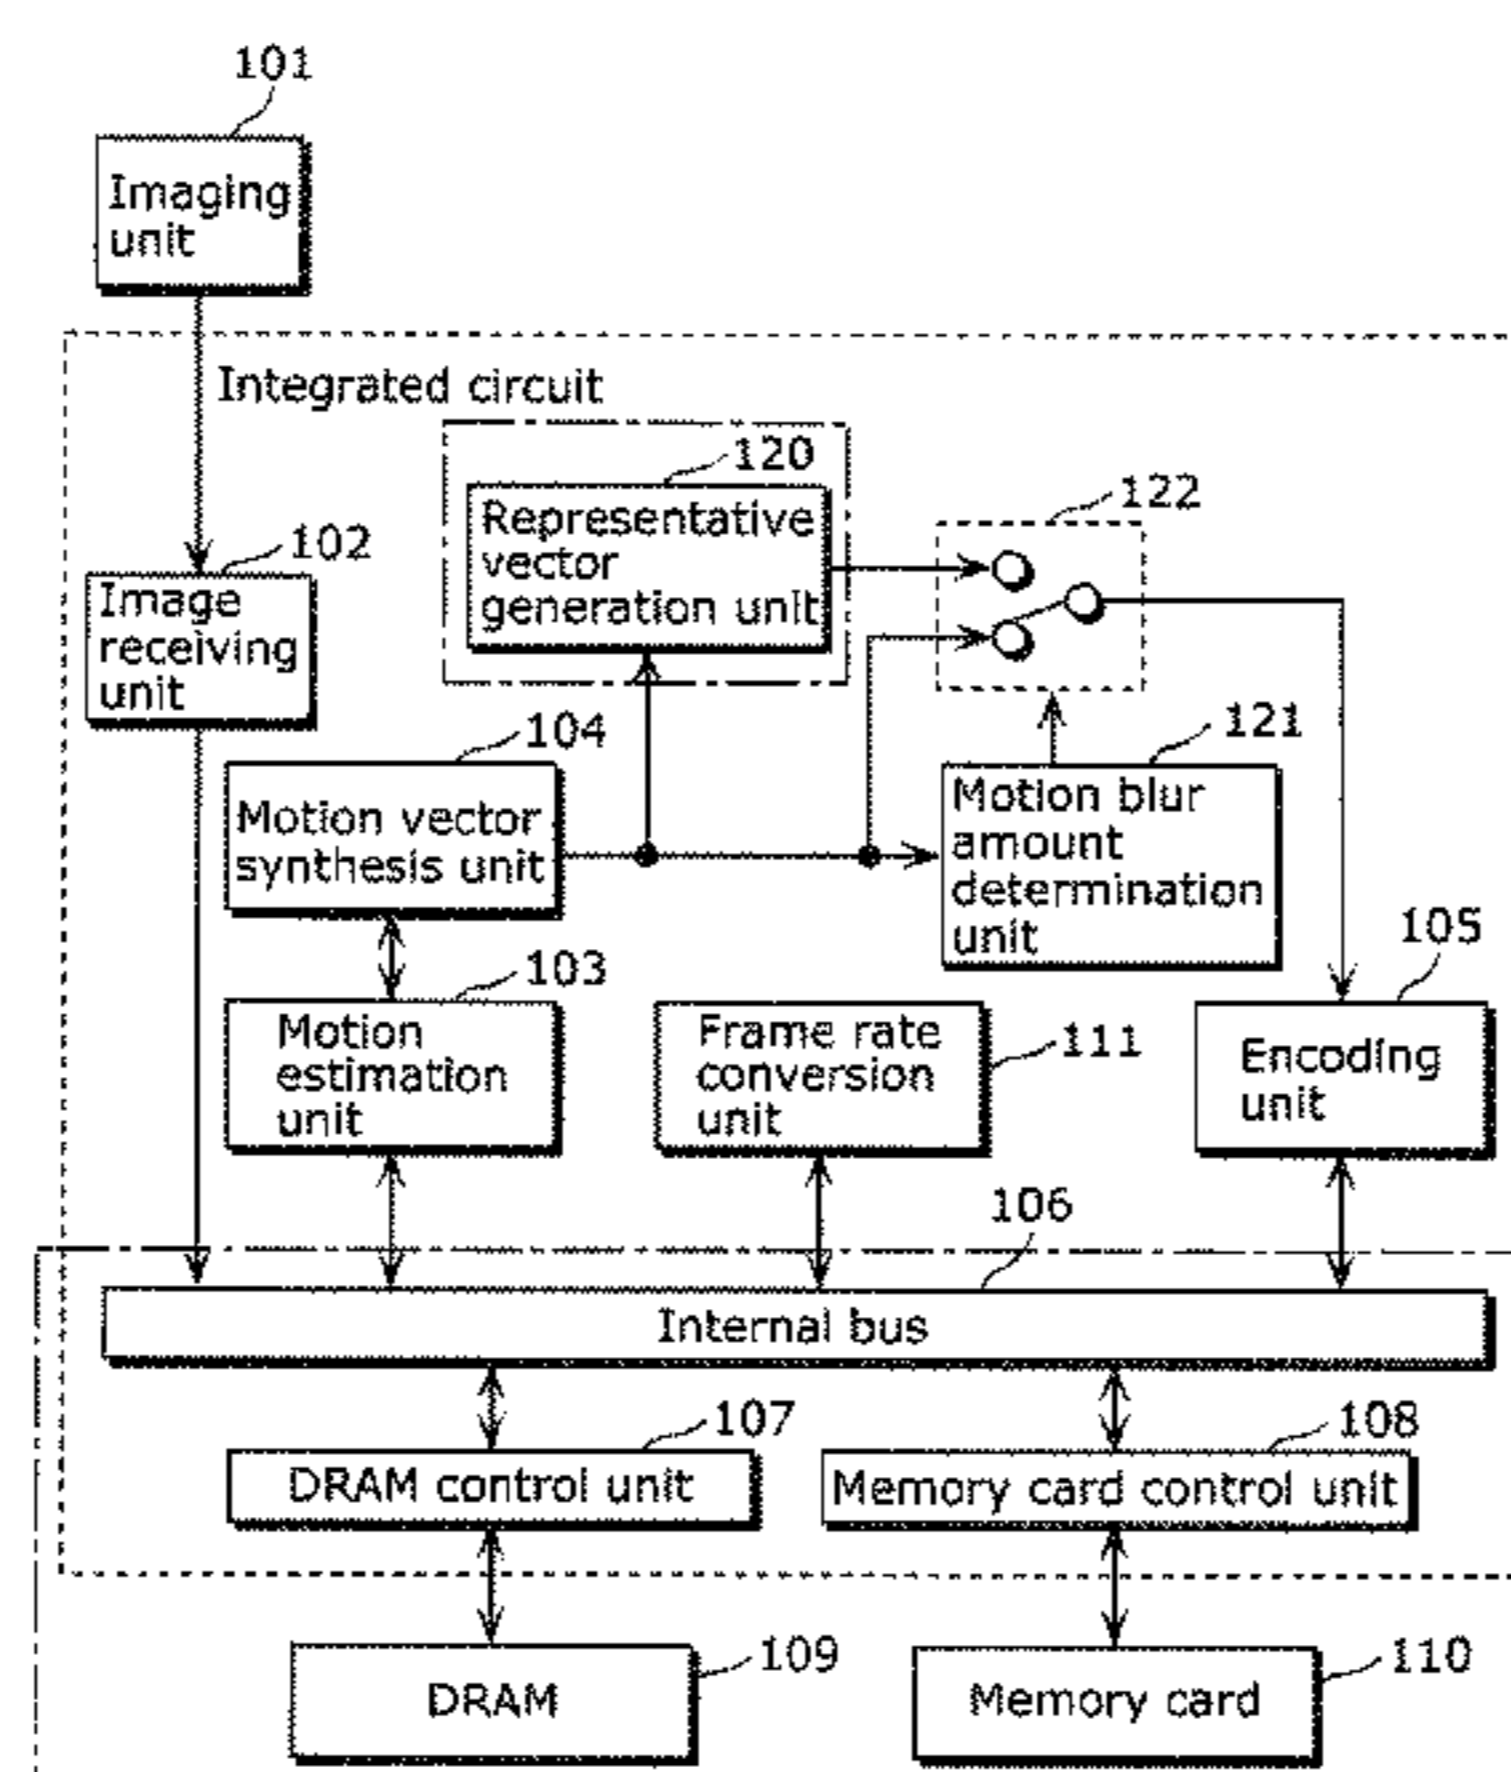 101
Imaging
unit
Integrated circuit
120
Representative
vector
generation unit
122
102
Image
receiving
unit
104
Motion vector
synthesis unit
121
Motion blur
amount
determination
unit
103
Motion
estimation
unit
Frame rate
conversion
unit
111
105
Encoding
unit
106
Internal bus
107
DRAM control unit
108
Memory card control unit
109
DRAM
110
Memory card